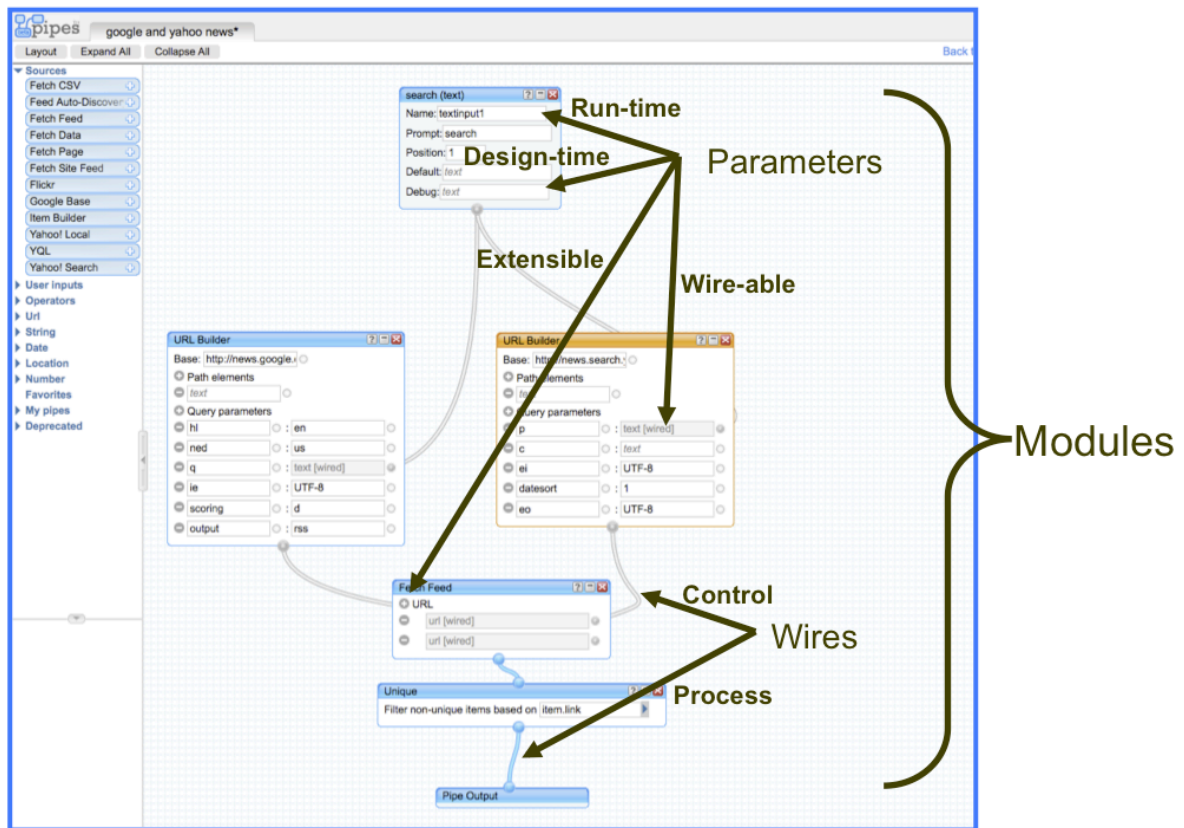 pipes
google and yahoo news*
Layout Expand All Collapse All
Back t
Sources
Fetch CSV
Feed Auto-Discover
Fetch Feed
Fetch Data
Fetch Page
Fetch Site Feed
Flickr
Google Base
Item Builder
Yahoo! Local
YQL
Yahoo! Search
User inputs
Operators
Url
String
Date
Location
Number
Favorites
My pipes
Deprecated
search (text)
Name: textinput1
Prompt: search
Position: 1
Default: text
Debug: text
Run-time
Design-time
Parameters
Extensible
Wire-able
Modules
URL Builder
Base: http://news.google.
Path elements
text
Query parameters
hl : en
ned : us
q : text [wired]
ie : UTF-8
scoring : d
output : rss
URL Builder
Base: http://news.search.
Path elements
text
Query parameters
p : text [wired]
c : text
ei : UTF-8
datesort : 1
eo : UTF-8
Fetch Feed
URL
url [wired]
url [wired]
Control
Wires
Process
Unique
Filter non-unique items based on item.link
Pipe Output